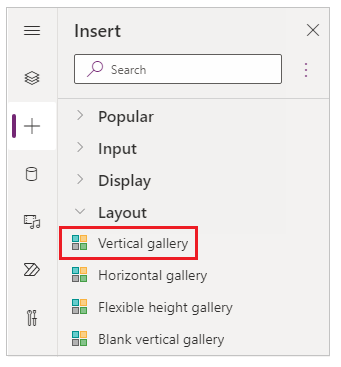 Insert
Search
Popular
Input
Display
Layout
Vertical gallery
Horizontal gallery
Flexible height gallery
Blank vertical gallery